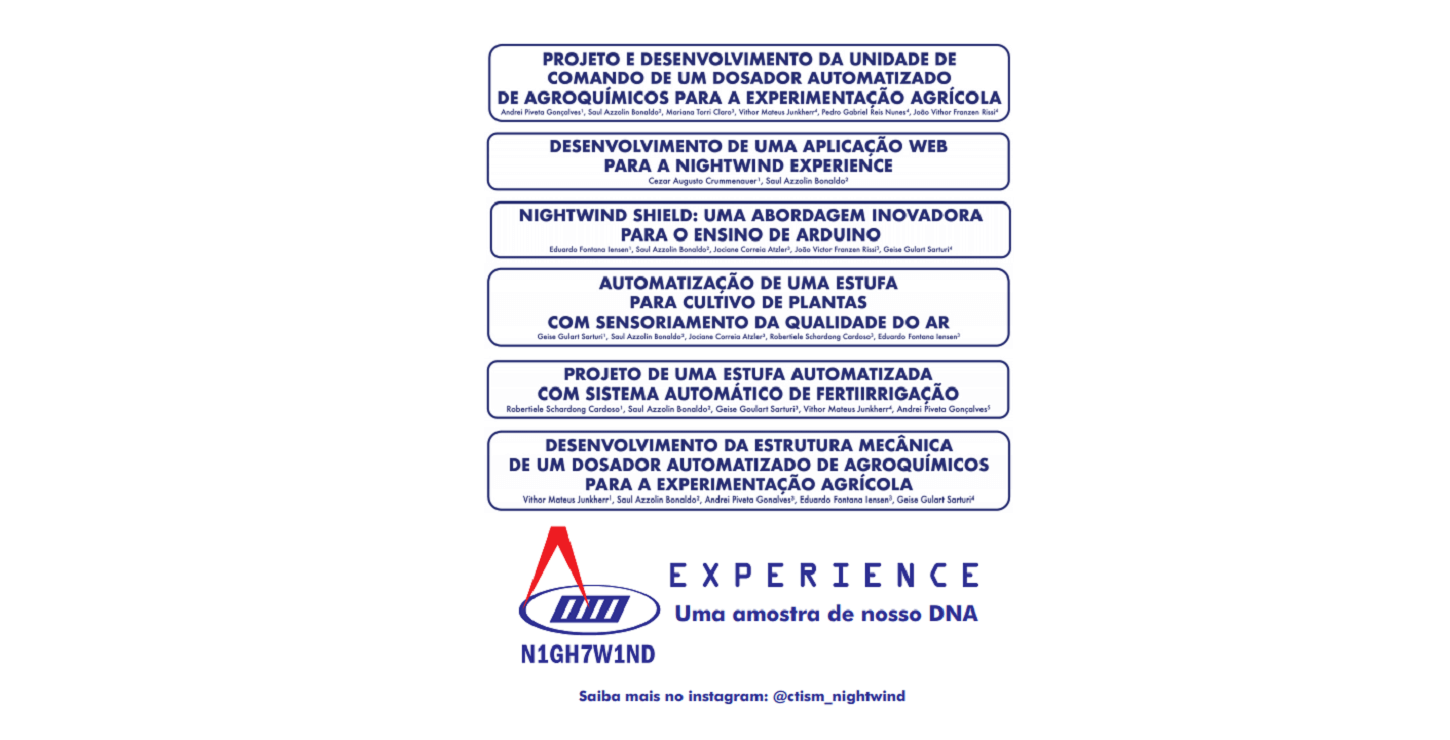 PROJETO E DESENVOLVIMENTO DA UNIDADE DE
COMANDO DE UM DOSADOR AUTOMATIZADO
DE AGROQUÍMICOS PARA A EXPERIMENTAÇÃO AGRÍCOLA
Andrei Piveta Gonçalves¹, Saul Azzolin Bonaldo², Mariana Torri Claro³, Vithor Mateus Junkherr⁴, Pedro Gabriel Reis Nunes⁴, João Vithor Franzen Rissi⁴
DESENVOLVIMENTO DE UMA APLICAÇÃO WEB
PARA A NIGHTWIND EXPERIENCE
Cezar Augusto Crummenauer¹, Saul Azzolin Bonaldo²
NIGHTWIND SHIELD: UMA ABORDAGEM INOVADORA
PARA O ENSINO DE ARDUINO
Eduardo Fontana Iensen¹, Saul Azzolin Bonaldo², Jociane Correia Atzler³, João Victor Franzen Rissi³, Geise Gulart Sarturi⁴
AUTOMATIZAÇÃO DE UMA ESTUFA
PARA CULTIVO DE PLANTAS
COM SENSORIAMENTO DA QUALIDADE DO AR
Geise Gulart Sarturi¹, Saul Azzolin Bonaldo², Jociane Correia Atzler³, Robertiele Schardong Cardoso³, Eduardo Fontana Iensen³
PROJETO DE UMA ESTUFA AUTOMATIZADA
COM SISTEMA AUTOMÁTICO DE FERTIIRRIGAÇÃO
Robertiele Schardong Cardoso¹, Saul Azzolin Bonaldo², Geise Goulart Sarturi³, Vithor Mateus Junkherr⁴, Andrei Piveta Gonçalves⁵
DESENVOLVIMENTO DA ESTRUTURA MECÂNICA
DE UM DOSADOR AUTOMATIZADO DE AGROQUÍMICOS
PARA A EXPERIMENTAÇÃO AGRÍCOLA
Vithor Mateus Junkherr¹, Saul Azzolin Bonaldo², Andrei Piveta Gonalves³, Eduardo Fontana Iensen³, Geise Gulart Sarturi⁴
EXPERIENCE
Uma amostra de nosso DNA
N1GH7W1ND
Saiba mais no instagram: @ctism_nightwind